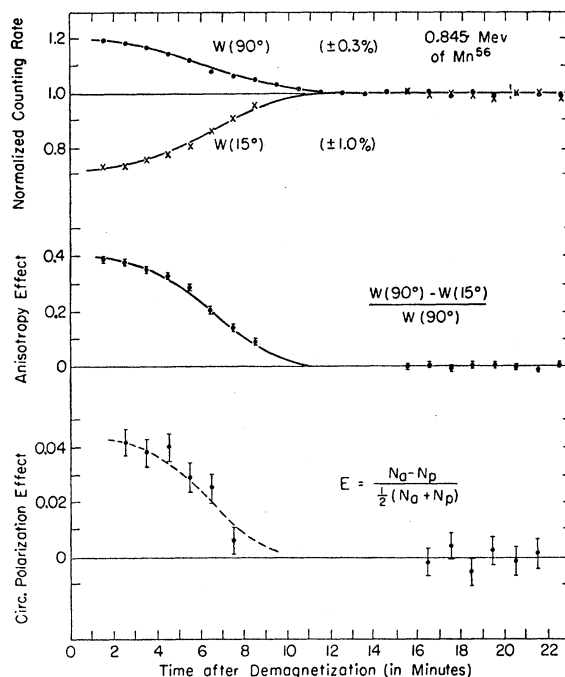 Normalized Counting Rate
1.2
1.0
0.8
W(90°) (±0.3%)
0.845 Mev
of Mn56
W(15°) (±1.0%)
Anisotropy Effect
0.4
0.2
0
W(90°) - W(15°)
W(90°)
Circ. Polarization Effect
0.04
0.02
0
E = Na - Np
½ (Na + Np)
0 2 4 6 8 10 12 14 16 18 20 22
Time after Demagnetization (in Minutes)